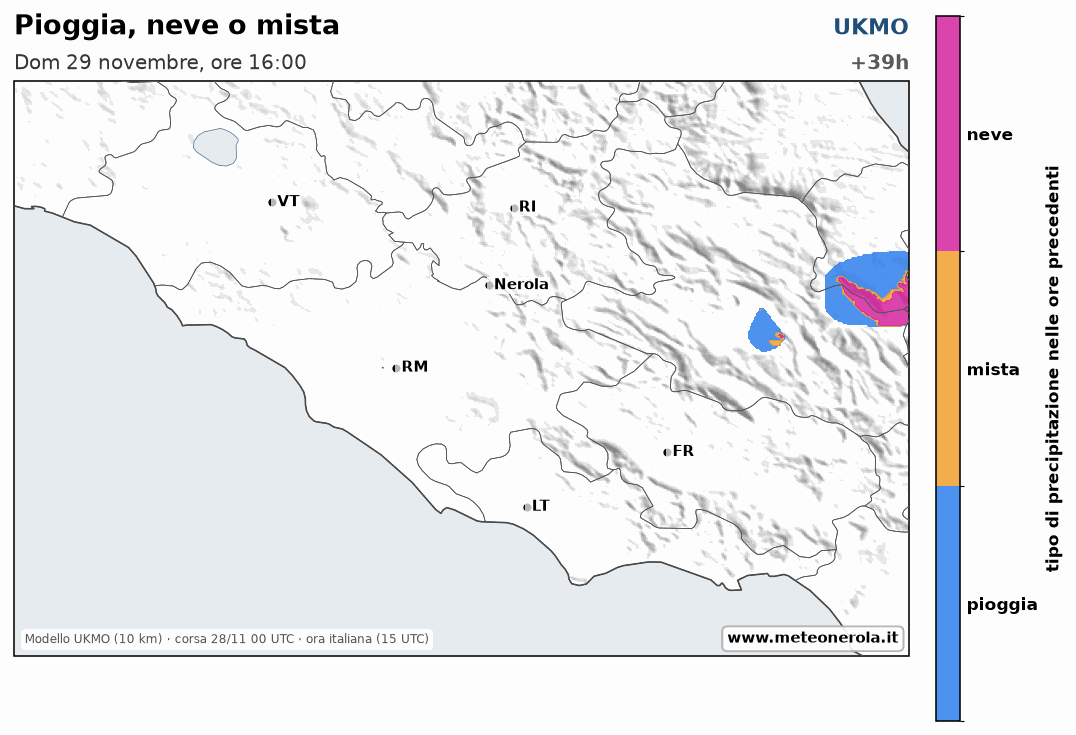 Pioggia, neve o mista
UKMO
Dom 29 novembre, ore 16:00
+39h
neve
mista
pioggia
tipo di precipitazione nelle ore precedenti
VT
RI
Nerola
RM
FR
LT
Modello UKMO (10 km) · corsa 28/11 00 UTC · ora italiana (15 UTC)
www.meteonerola.it